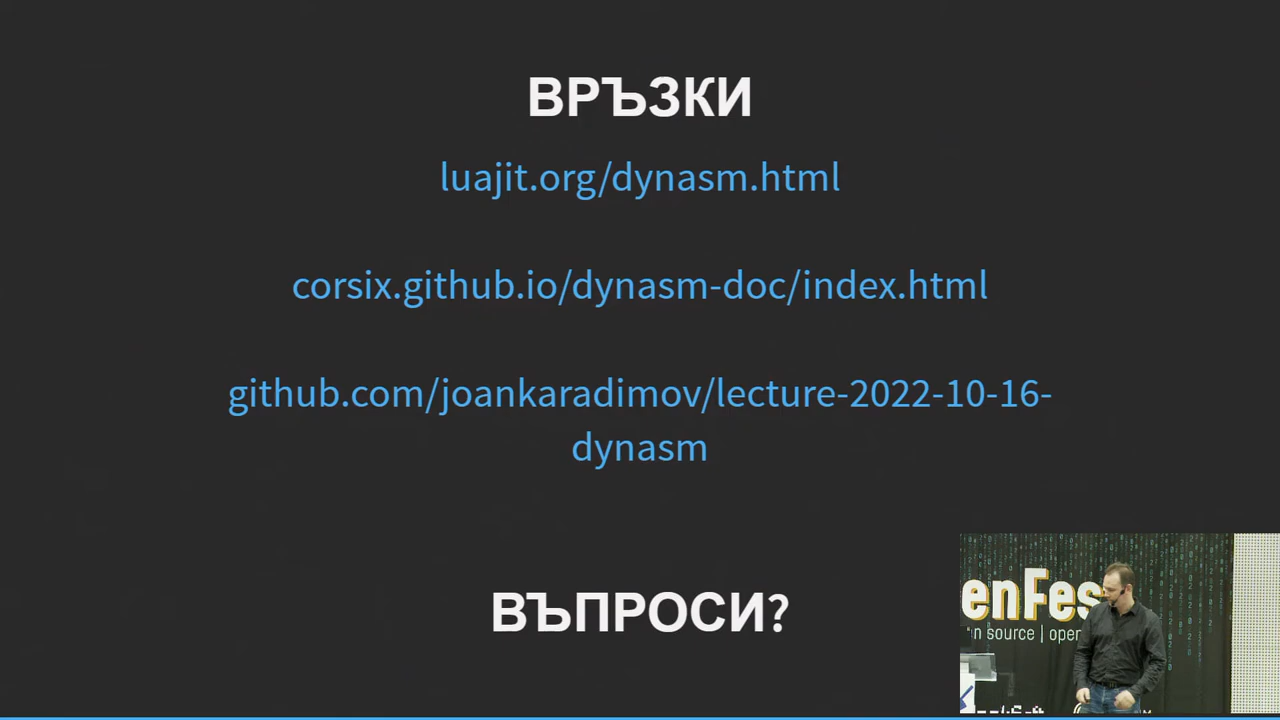 ВРЪЗКИ
luajit.org/dynasm.html
corsix.github.io/dynasm-doc/index.html
github.com/joankaradimov/lecture-2022-10-16-
dynasm
ВЪПРОСИ?
enFes
n source | open